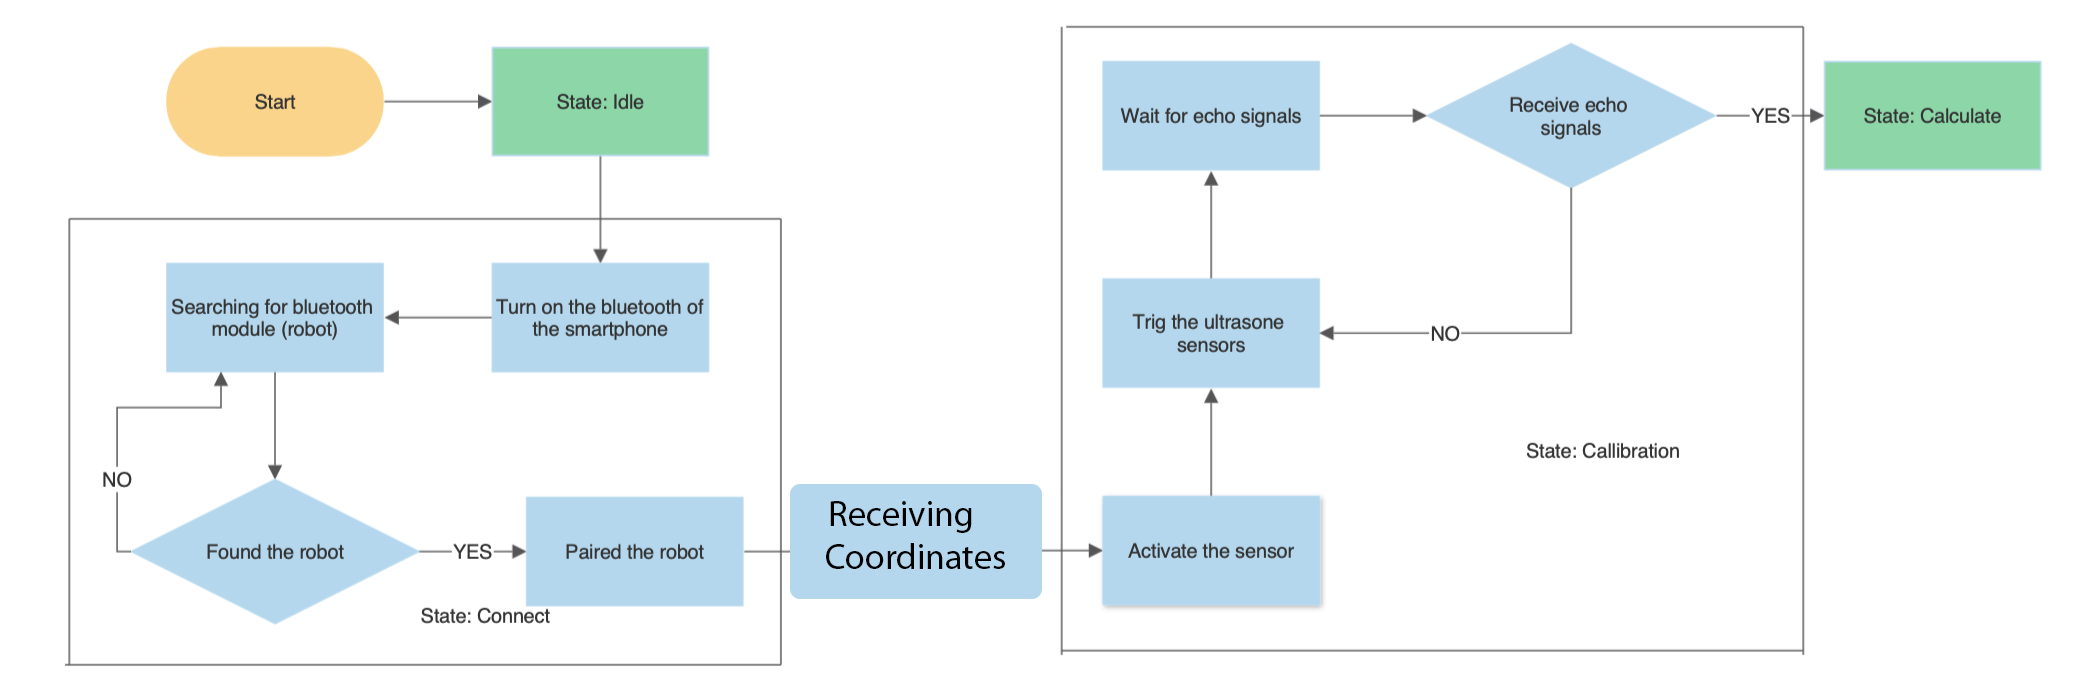 Start
State: Idle
Turn on the bluetooth of
the smartphone
Searching for bluetooth
module (robot)
NO
Found the robot
YES
Paired the robot
State: Connect
Receiving
Coordinates
Activate the sensor
Trig the ultrasone
sensors
Wait for echo signals
Receive echo
signals
NO
YES
State: Callibration
State: Calculate